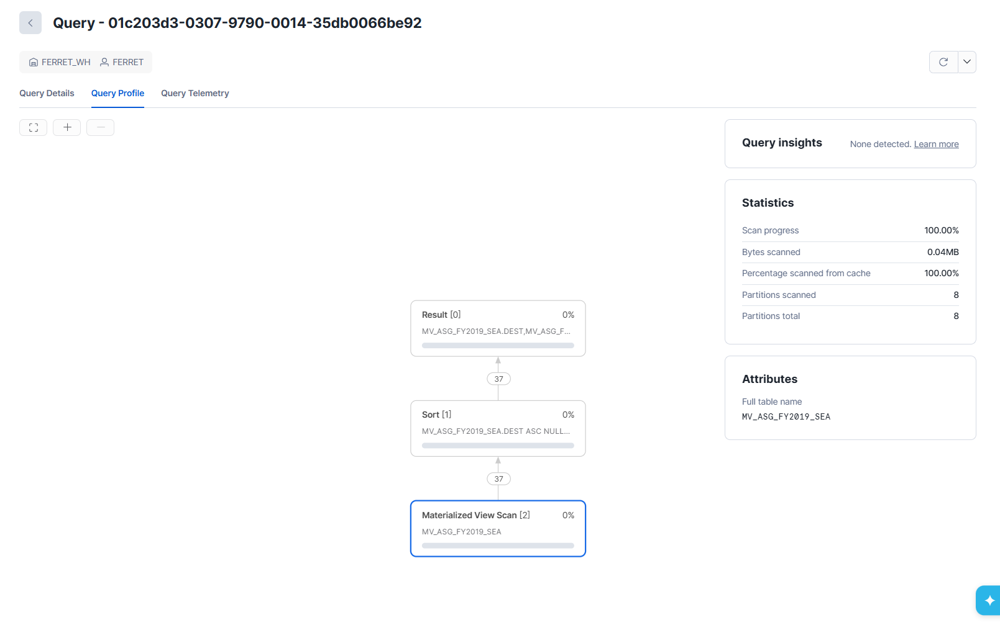 Query - 01c203d3-0307-9790-0014-35db0066be92
FERRET_WH FERRET
Query Details Query Profile Query Telemetry
Query insights None detected. Learn more
Statistics
Scan progress 100.00%
Bytes scanned 0.04MB
Percentage scanned from cache 100.00%
Partitions scanned 8
Partitions total 8
Attributes
Full table name
MV_ASG_FY2019_SEA
Result [0] 0%
MV_ASG_FY2019_SEA.DEST,MV_ASG_F...
37
Sort [1] 0%
MV_ASG_FY2019_SEA.DEST ASC NULL...
37
Materialized View Scan [2] 0%
MV_ASG_FY2019_SEA